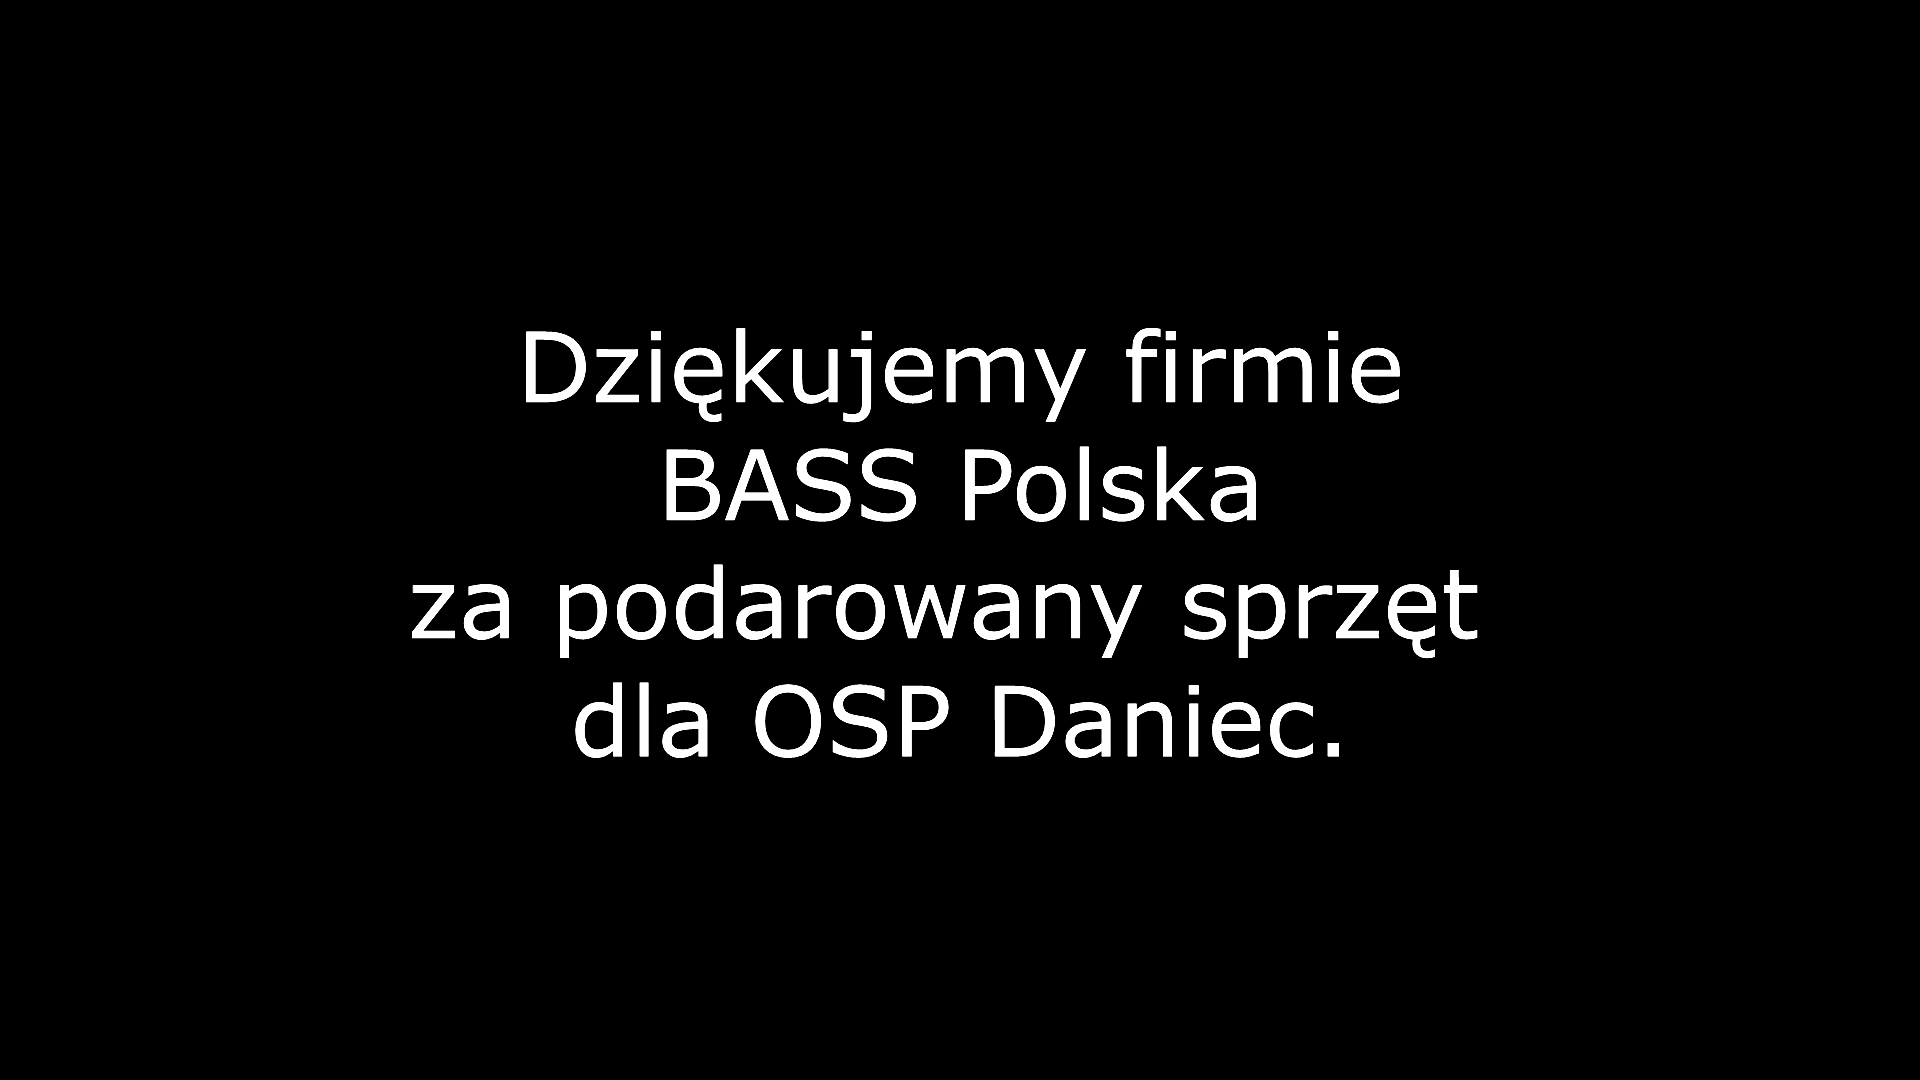 Dziękujemy firmie
BASS Polska
za podarowany sprzęt
dla OSP Daniec.